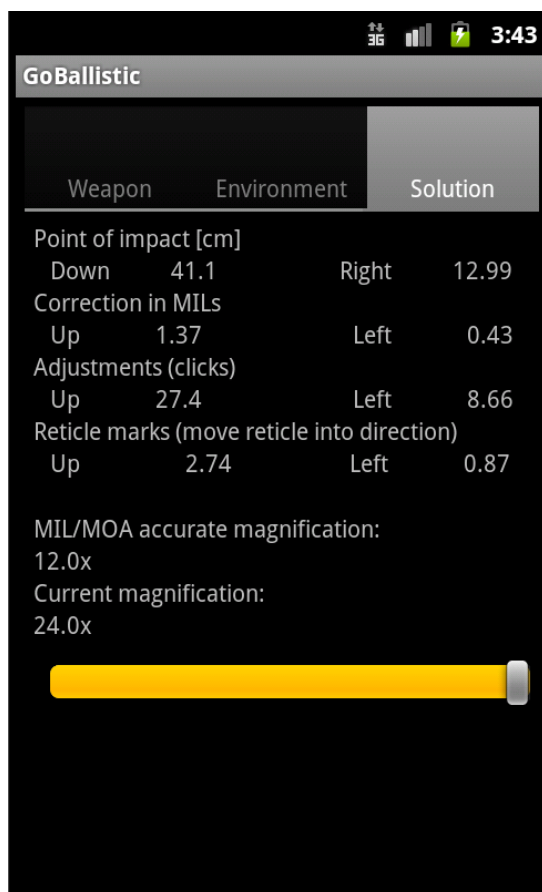 3G 3:43
GoBallistic
Weapon Environment Solution
Point of impact [cm]
Down 41.1 Right 12.99
Correction in MILs
Up 1.37 Left 0.43
Adjustments (clicks)
Up 27.4 Left 8.66
Reticle marks (move reticle into direction)
Up 2.74 Left 0.87
MIL/MOA accurate magnification:
12.0x
Current magnification:
24.0x